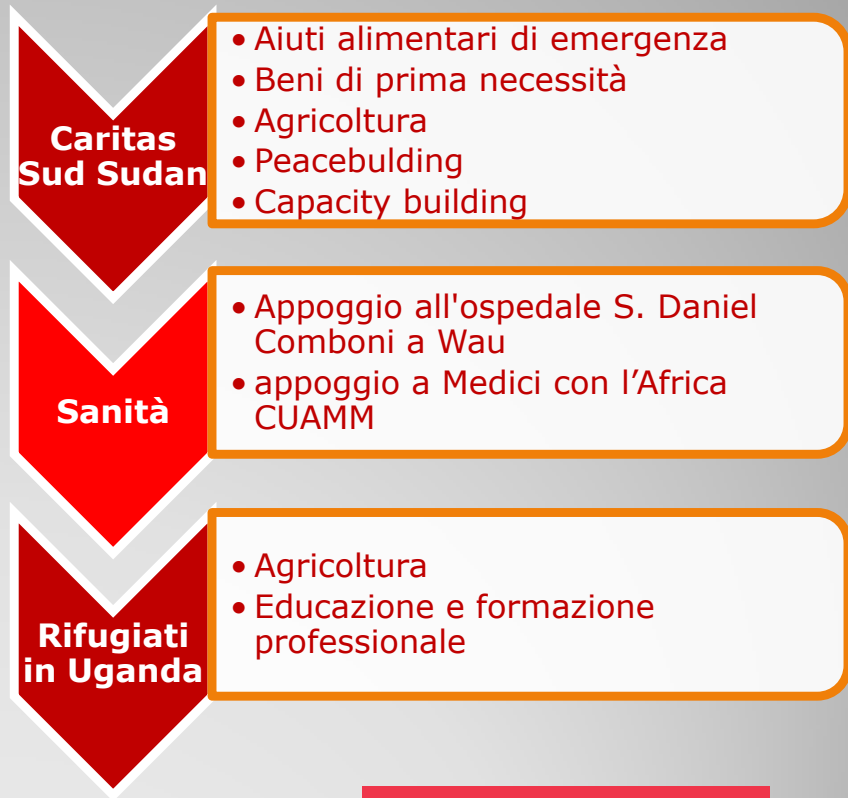 Caritas
Sud Sudan
• Aiuti alimentari di emergenza
• Beni di prima necessità
• Agricoltura
• Peacebulding
• Capacity building
Sanità
• Appoggio all'ospedale S. Daniel
Comboni a Wau
• appoggio a Medici con l’Africa
CUAMM
Rifugiati
in Uganda
• Agricoltura
• Educazione e formazione
professionale